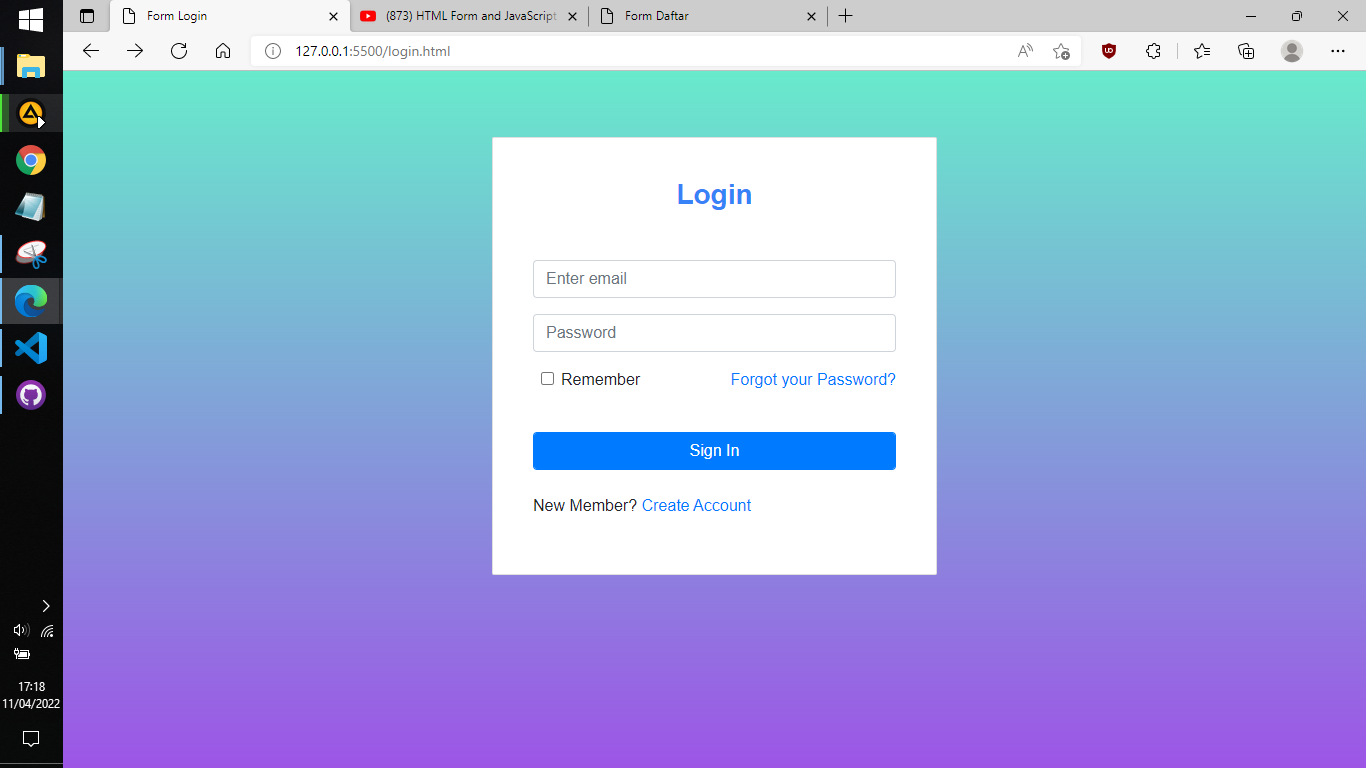 Form Login
(873) HTML Form and JavaScript
Form Daftar
127.0.0.1:5500/login.html
Login
Enter email
Password
Remember
Forgot your Password?
Sign In
New Member? Create Account
17:18
11/04/2022